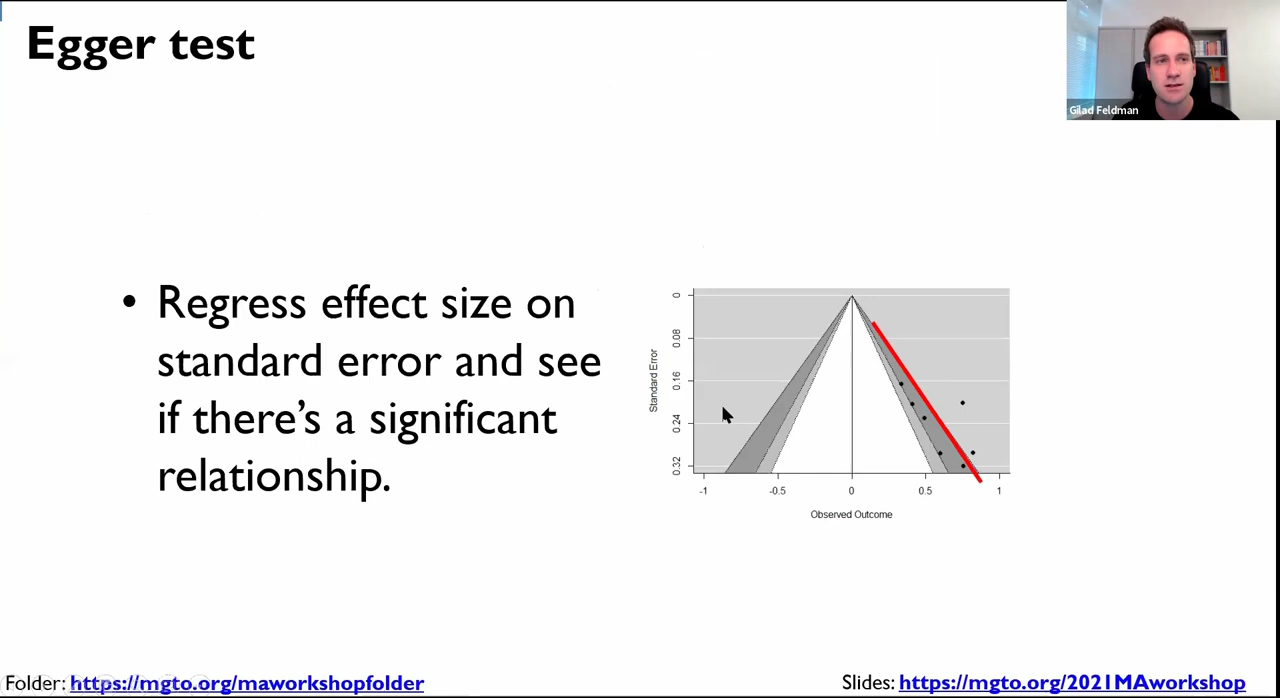 Egger test
Gilad Feldman
• Regress effect size on
standard error and see
if there's a significant
relationship.
Standard Error
0
0.08
0.16
0.24
0.32
-1
-0.5
0
0.5
1
Observed Outcome
Folder: https://mgto.org/maworkshopfolder
Slides: https://mgto.org/2021MAworkshop